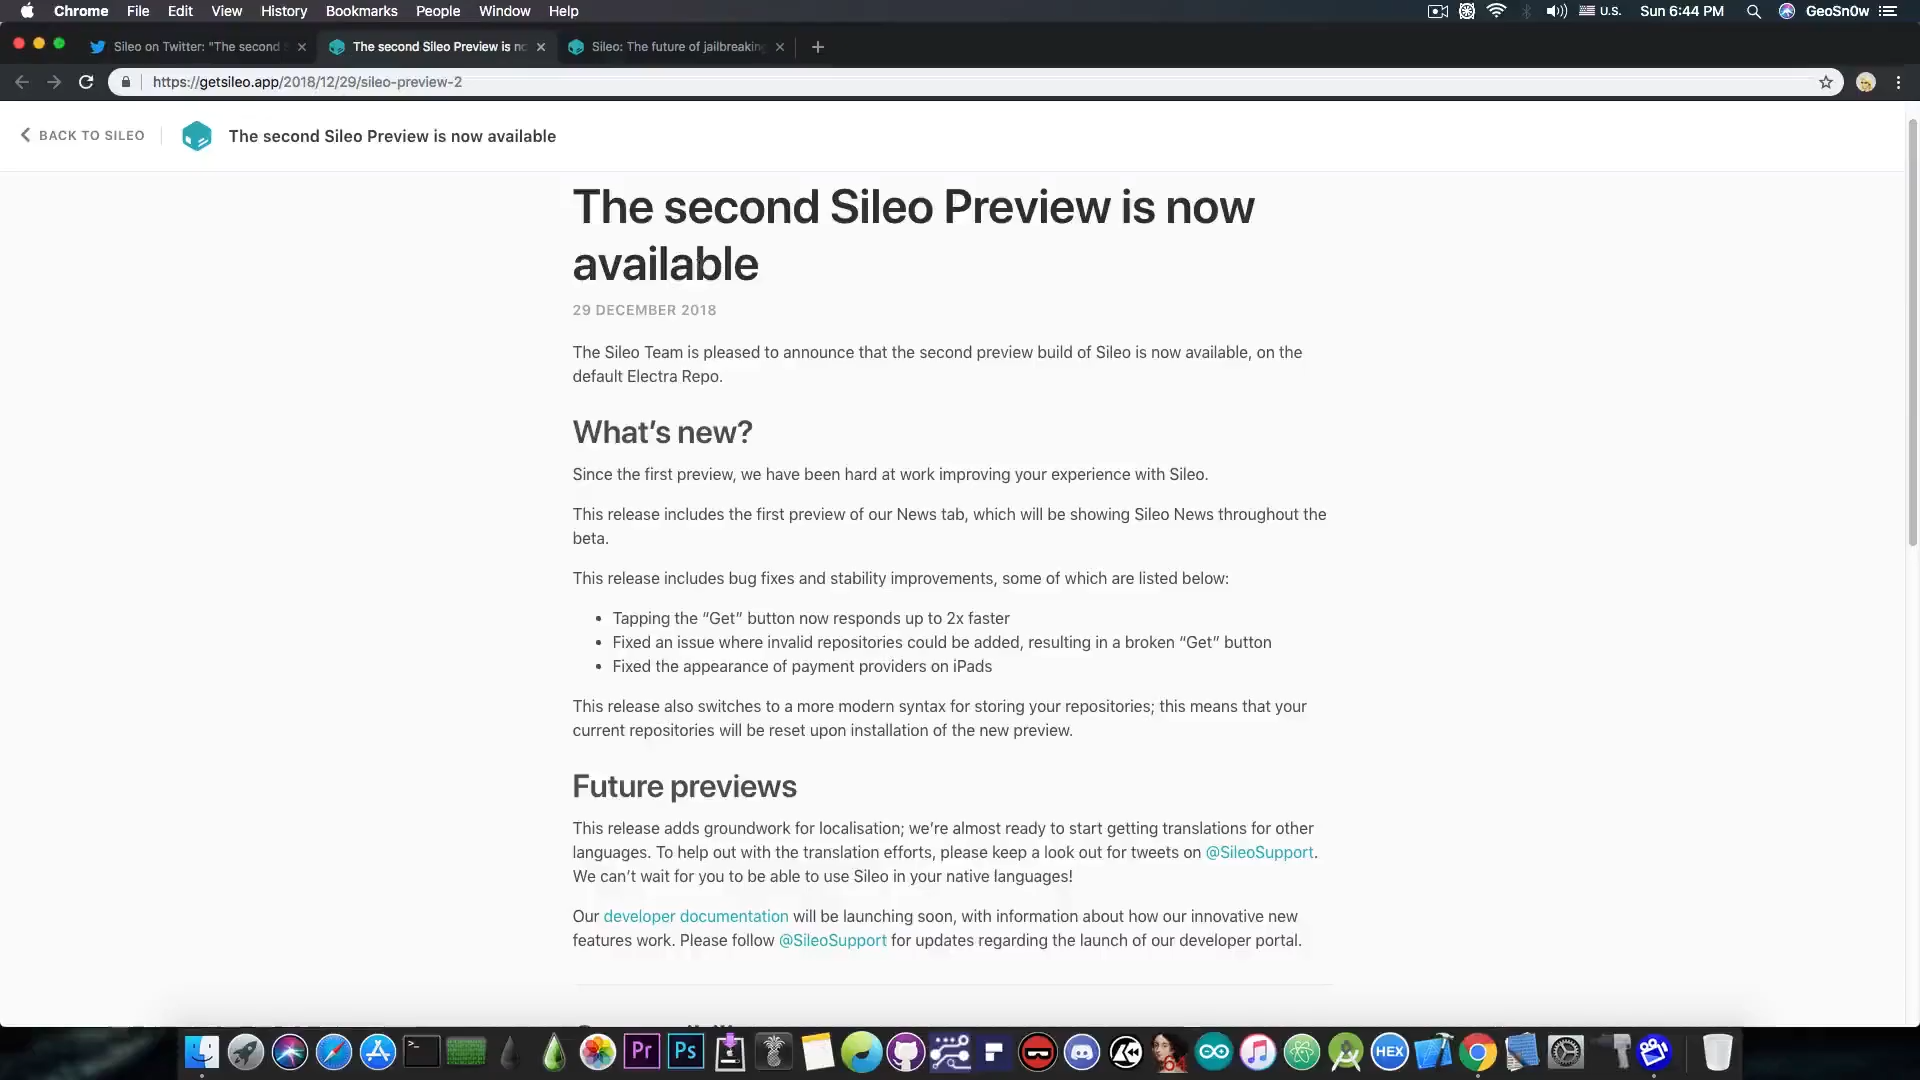 Chrome File Edit View History Bookmarks People Window Help U.S. Sun 6:44 PM GeoSn0w
Sileo on Twitter: "The second The second Sileo Preview is no Sileo: The future of jailbreaking
https://getsileo.app/2018/12/29/sileo-preview-2
BACK TO SILEO The second Sileo Preview is now available
The second Sileo Preview is now
available
29 DECEMBER 2018
The Sileo Team is pleased to announce that the second preview build of Sileo is now available, on the
default Electra Repo.
What’s new?
Since the first preview, we have been hard at work improving your experience with Sileo.
This release includes the first preview of our News tab, which will be showing Sileo News throughout the
beta.
This release includes bug fixes and stability improvements, some of which are listed below:
• Tapping the “Get” button now responds up to 2x faster
• Fixed an issue where invalid repositories could be added, resulting in a broken “Get” button
• Fixed the appearance of payment providers on iPads
This release also switches to a more modern syntax for storing your repositories; this means that your
current repositories will be reset upon installation of the new preview.
Future previews
This release adds groundwork for localisation; we’re almost ready to start getting translations for other
languages. To help out with the translation efforts, please keep a look out for tweets on @SileoSupport.
We can’t wait for you to be able to use Sileo in your native languages!
Our developer documentation will be launching soon, with information about how our innovative new
features work. Please follow @SileoSupport for updates regarding the launch of our developer portal.
Pr Ps 64 HEX